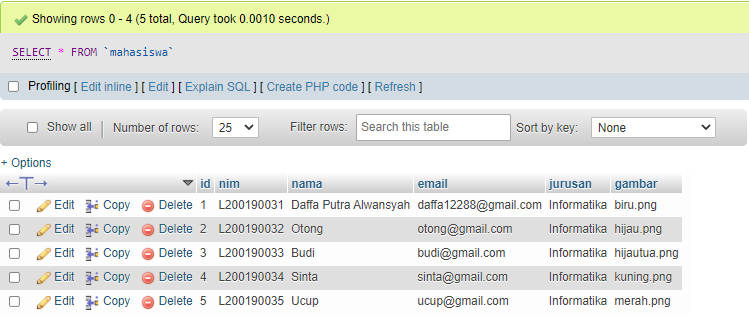 Showing rows 0 - 4 (5 total, Query took 0.0010 seconds.)
SELECT * FROM `mahasiswa`
Profiling [ Edit inline ] [ Edit ] [ Explain SQL ] [ Create PHP code ] [ Refresh ]
Show all Number of rows: 25 Filter rows: Search this table Sort by key: None
+ Options
←T→ id nim nama email jurusan gambar
Edit Copy Delete 1 L200190031 Daffa Putra Alwansyah daffa12288@gmail.com Informatika biru.png
Edit Copy Delete 2 L200190032 Otong otong@gmail.com Informatika hijau.png
Edit Copy Delete 3 L200190033 Budi budi@gmail.com Informatika hijautua.png
Edit Copy Delete 4 L200190034 Sinta sinta@gmail.com Informatika kuning.png
Edit Copy Delete 5 L200190035 Ucup ucup@gmail.com Informatika merah.png